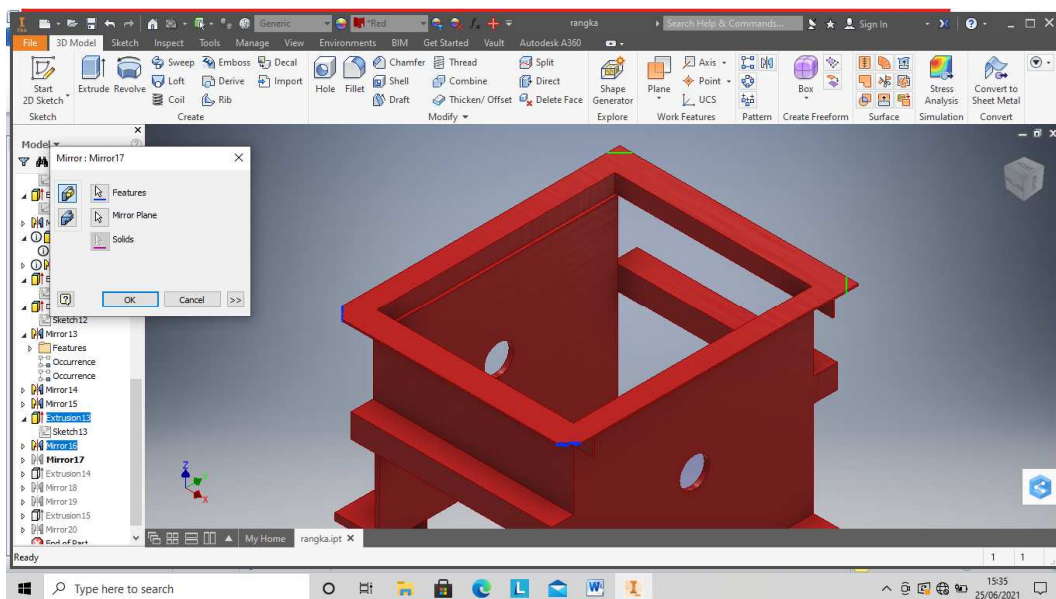 Generic
*Red
rangka
Search Help & Commands...
Sign In
File 3D Model Sketch Inspect Tools Manage View Environments BIM Get Started Vault Autodesk A360
Start
2D Sketch
Extrude
Revolve
Sweep
Emboss
Decal
Loft
Derive
Import
Coil
Rib
Hole
Fillet
Chamfer
Thread
Split
Shell
Combine
Direct
Draft
Thicken/ Offset
Delete Face
Shape
Generator
Plane
Axis
Point
UCS
Box
Stress
Analysis
Convert to
Sheet Metal
Sketch Create Modify Explore Work Features Pattern Create Freeform Surface Simulation Convert
Model
Mirror : Mirror17
Features
Mirror Plane
Solids
OK Cancel >>
Sketch12
Mirror13
Features
Occurrence
Occurrence
Mirror14
Mirror15
Extrusion13
Sketch13
Mirror16
Mirror17
Extrusion14
Mirror18
Mirror19
Extrusion15
Mirror20
End of Part
Z
X
My Home rangka.ipt
Ready
1 1
Type here to search
15:35
25/06/2021